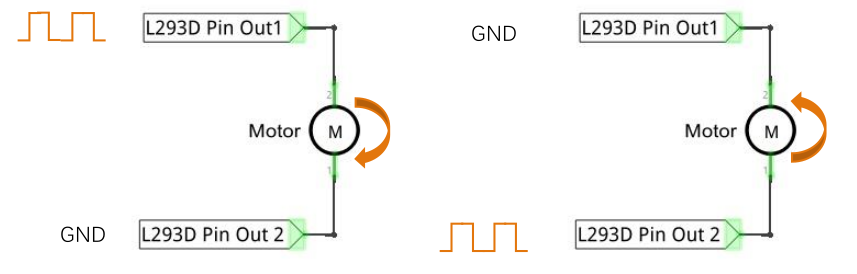 L293D Pin Out1
2
Motor
M
1
GND
L293D Pin Out 2
GND
L293D Pin Out1
2
Motor
M
1
L293D Pin Out 2